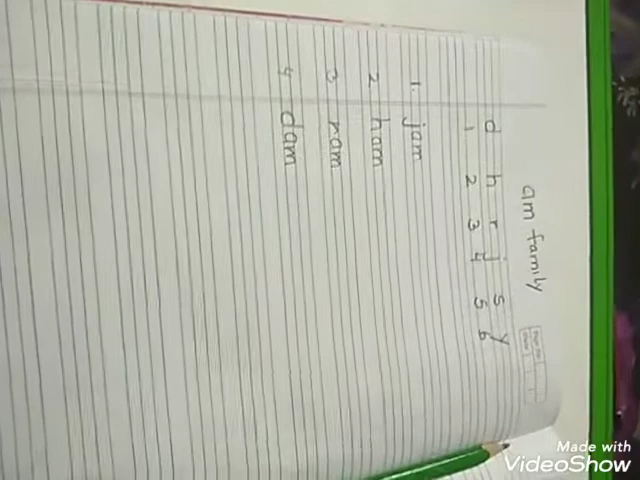 am family
d h r j s y
1 2 3 4 5 6
1. jam
2 ham
3 ram
4 dam
Made with
VideoShow